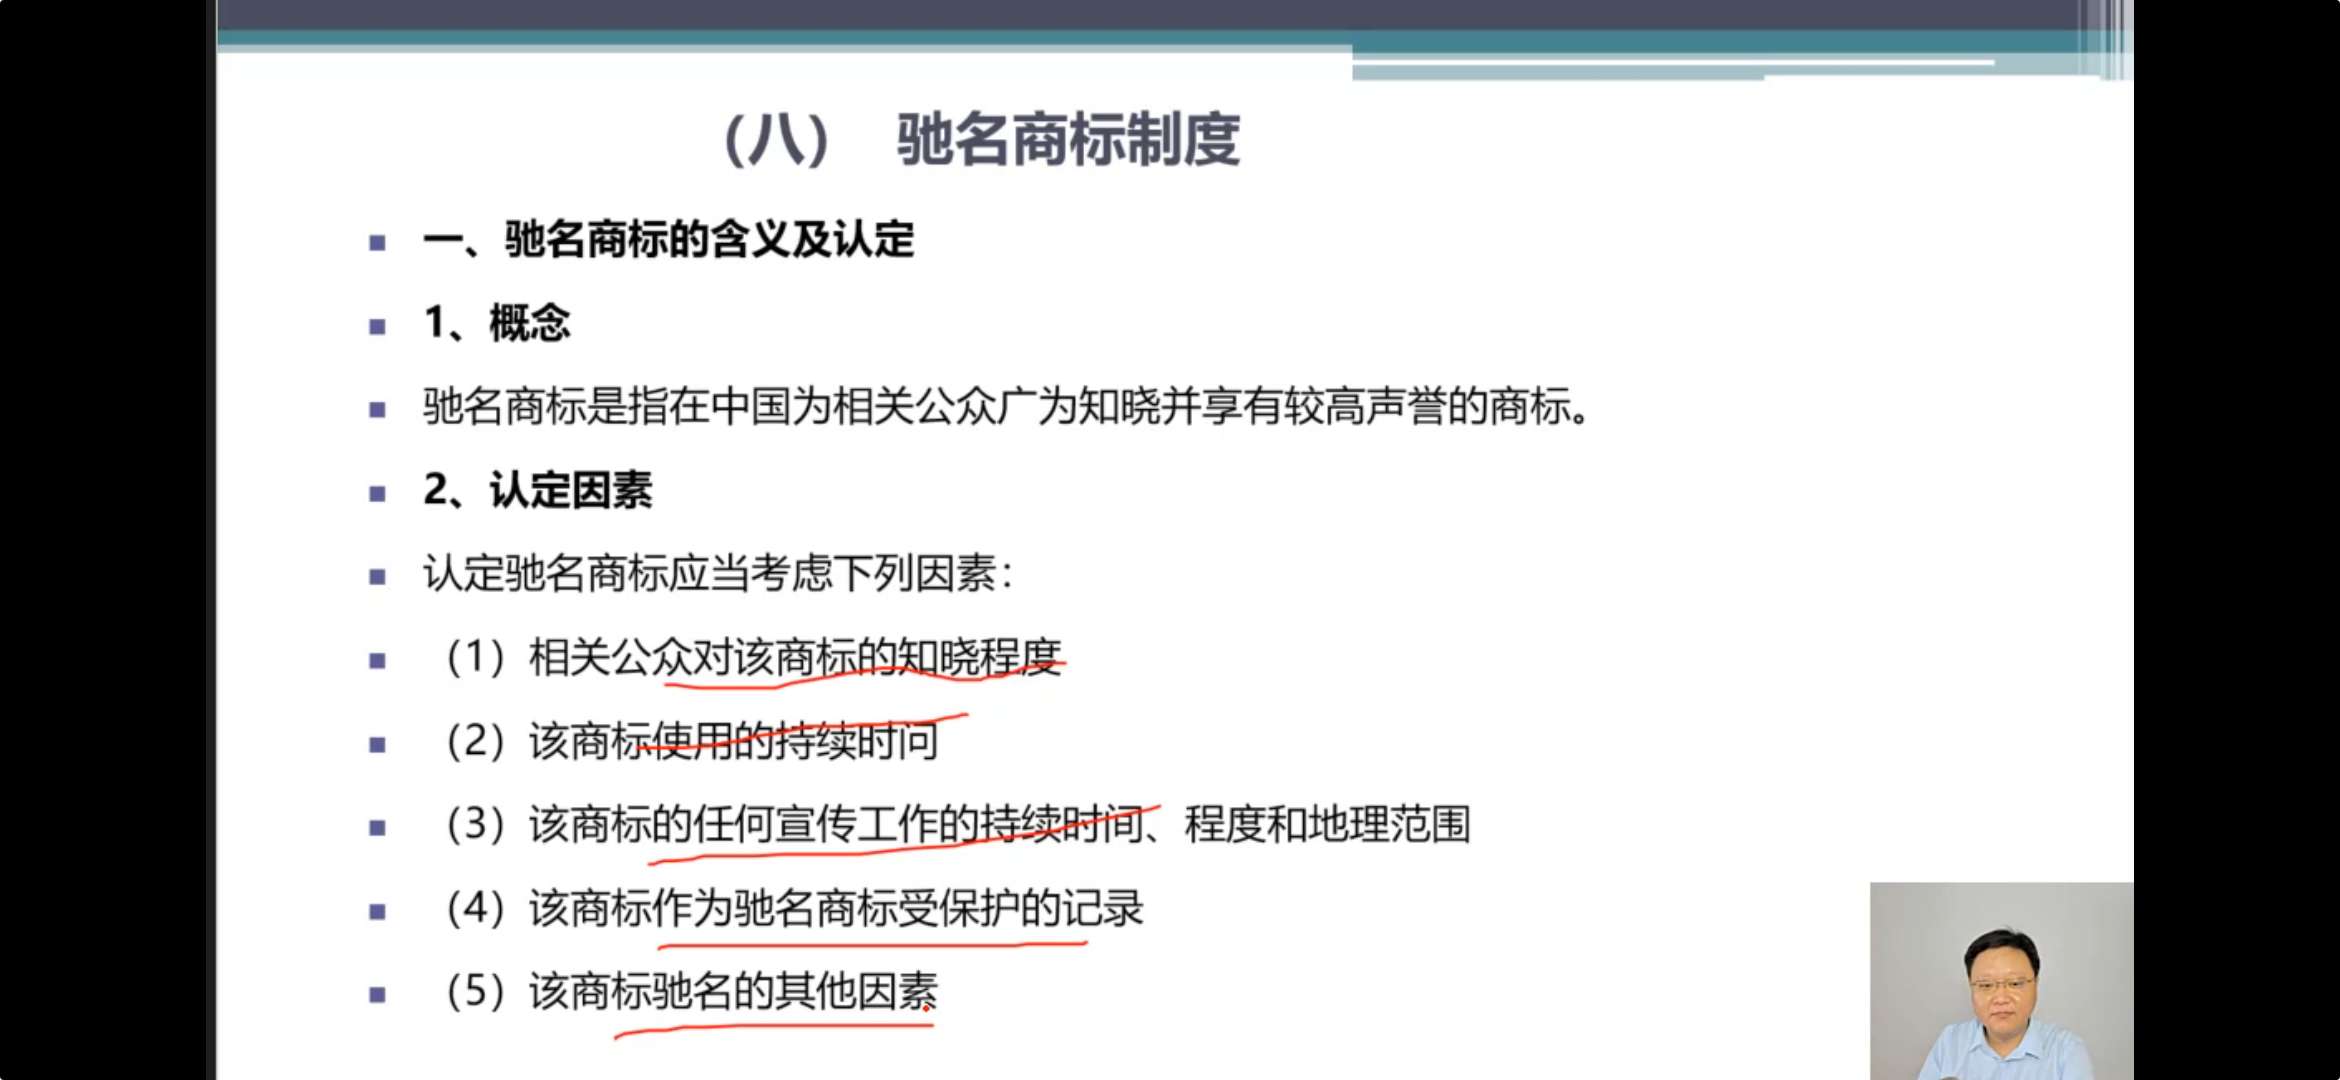 （八） 驰名商标制度
一、驰名商标的含义及认定
1、概念
驰名商标是指在中国为相关公众广为知晓并享有较高声誉的商标。
2、认定因素
认定驰名商标应当考虑下列因素：
（1）相关公众对该商标的知晓程度
（2）该商标使用的持续时问
（3）该商标的任何宣传工作的持续时间、程度和地理范围
（4）该商标作为驰名商标受保护的记录
（5）该商标驰名的其他因素